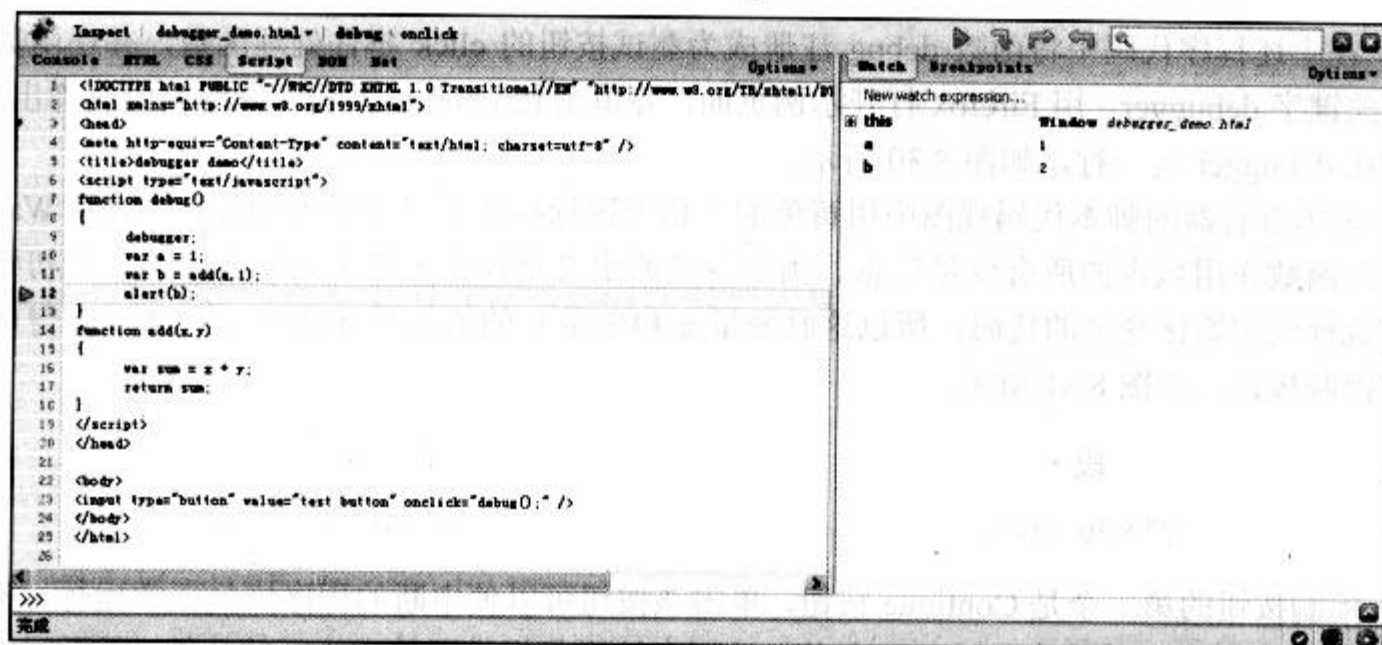 Inspect debugger_demo.html debug onclick
Console HTML CSS Script DOM Net Options
Watch Breakpoints Options
1 <!DOCTYPE html PUBLIC "-//W3C//DTD XHTML 1.0 Transitional//EN" "http://www.w3.org/TR/xhtml1/DT
2 <html xmlns="http://www.w3.org/1999/xhtml">
3 <head>
4 <meta http-equiv="Content-Type" content="text/html; charset=utf-8" />
5 <title>debugger demo</title>
6 <script type="text/javascript">
7 function debug()
8 {
9 debugger;
10 var a = 1;
11 var b = add(a,1);
12 alert(b);
13 }
14 function add(x,y)
15 {
16 var sum = x + y;
17 return sum;
18 }
19 </script>
20 </head>
21
22 <body>
23 <input type="button" value="test button" onclick="debug();" />
24 </body>
25 </html>
26
New watch expression...
this Window debugger_demo.html
a 1
b 2
>>>
完成